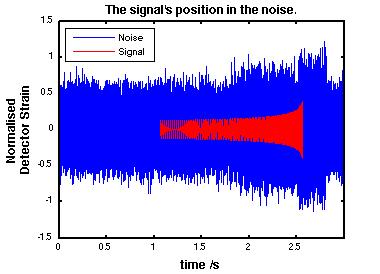 The signal's position in the noise.
1.5
Noise
Signal
1
0.5
0
-0.5
-1
-1.5
Normalised
Detector Strain
0 0.5 1 1.5 2 2.5
time /s